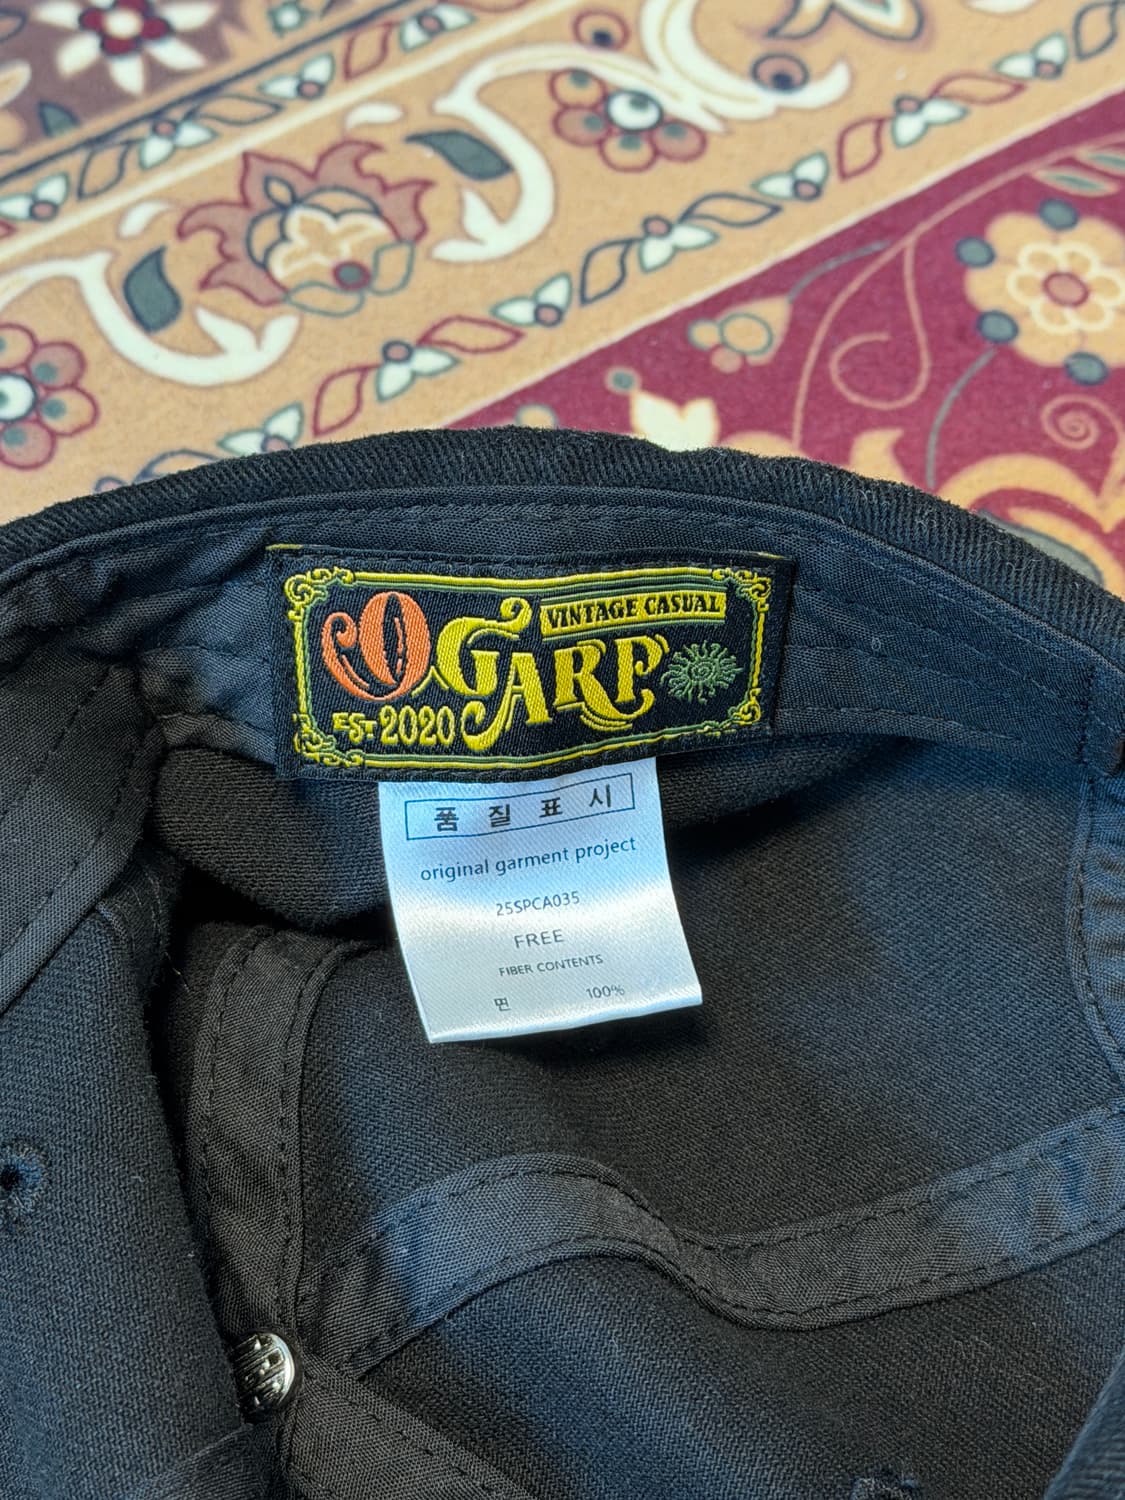 VINTAGE CASUAL
OGARP.
EST 2020
품 질 표 시
original garment project
25SPCA035
FREE
FIBER CONTENTS
면 100%